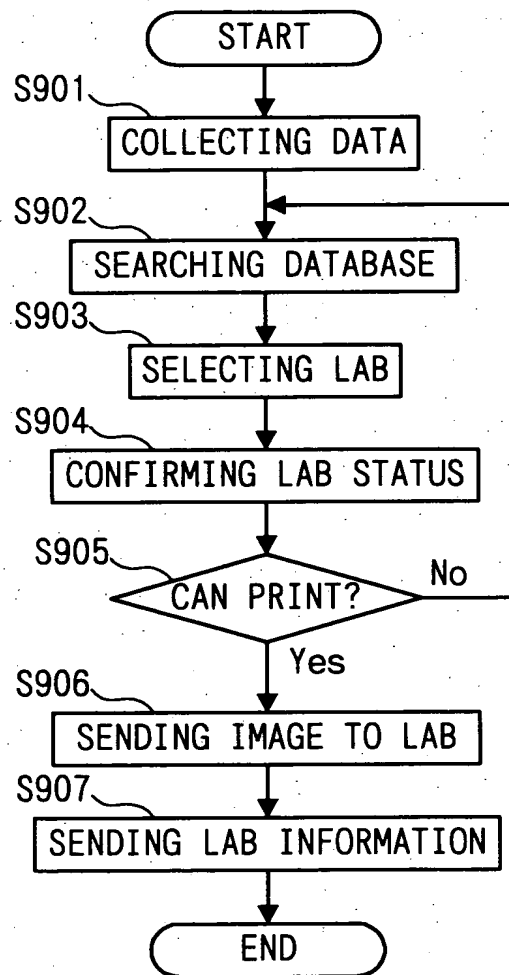 START
S901
COLLECTING DATA
S902
SEARCHING DATABASE
S903
SELECTING LAB
S904
CONFIRMING LAB STATUS
S905
CAN PRINT?
No
Yes
S906
SENDING IMAGE TO LAB
S907
SENDING LAB INFORMATION
END